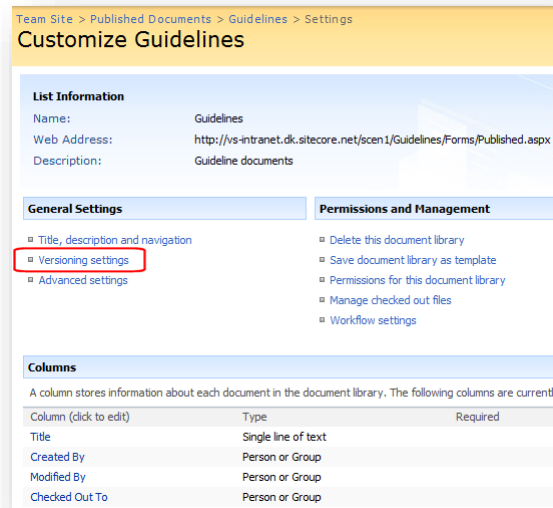 Team Site > Published Documents > Guidelines > Settings
Customize Guidelines
List Information
Name: Guidelines
Web Address: http://vs-intranet.dk.sitecore.net/scen1/Guidelines/Forms/Published.aspx
Description: Guideline documents
General Settings
Title, description and navigation
Versioning settings
Advanced settings
Permissions and Management
Delete this document library
Save document library as template
Permissions for this document library
Manage checked out files
Workflow settings
Columns
A column stores information about each document in the document library. The following columns are
Column (click to edit) Type Required
Title Single line of text
Created By Person or Group
Modified By Person or Group
Checked Out To Person or Group